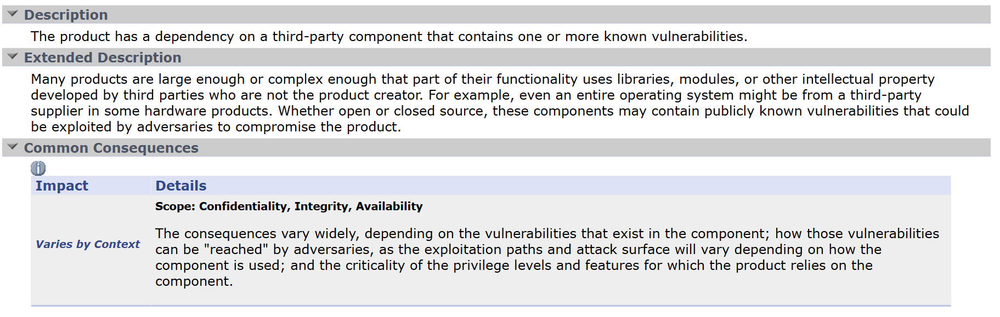 Description
The product has a dependency on a third-party component that contains one or more known vulnerabilities.
Extended Description
Many products are large enough or complex enough that part of their functionality uses libraries, modules, or other intellectual property
developed by third parties who are not the product creator. For example, even an entire operating system might be from a third-party
supplier in some hardware products. Whether open or closed source, these components may contain publicly known vulnerabilities that could
be exploited by adversaries to compromise the product.
Common Consequences
i
Impact Details
Scope: Confidentiality, Integrity, Availability
Varies by Context
The consequences vary widely, depending on the vulnerabilities that exist in the component; how those vulnerabilities
can be "reached" by adversaries, as the exploitation paths and attack surface will vary depending on how the
component is used; and the criticality of the privilege levels and features for which the product relies on the
component.